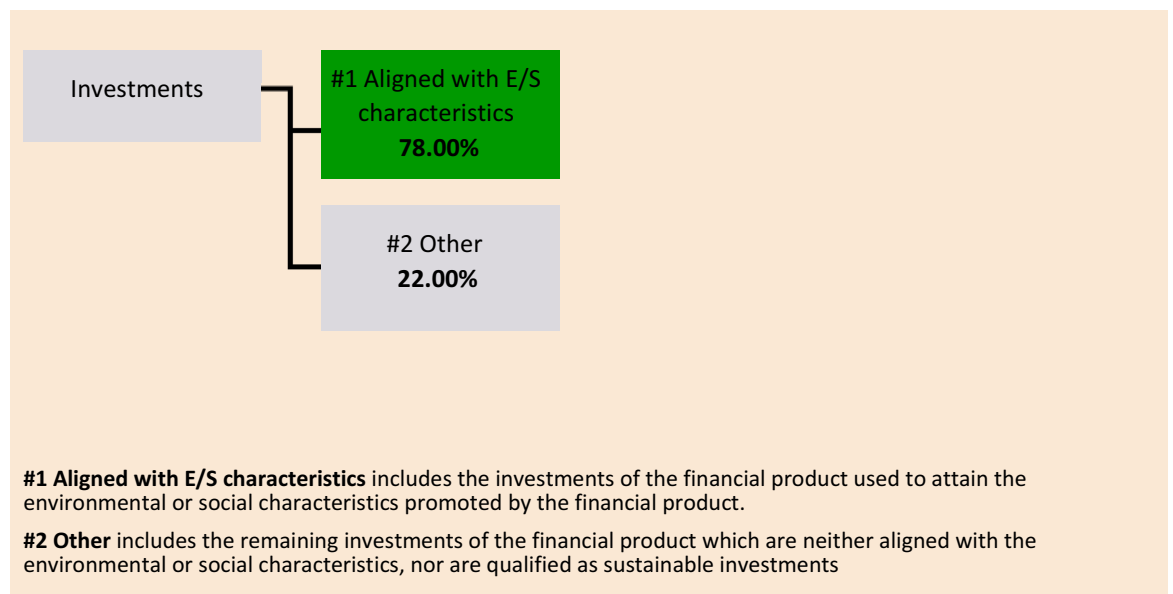 Investments
#1 Aligned with E/S
characteristics
78.00%
#2 Other
22.00%
#1 Aligned with E/S characteristics includes the investments of the financial product used to attain the
environmental or social characteristics promoted by the financial product.
#2 Other includes the remaining investments of the financial product which are neither aligned with the
environmental or social characteristics, nor are qualified as sustainable investments